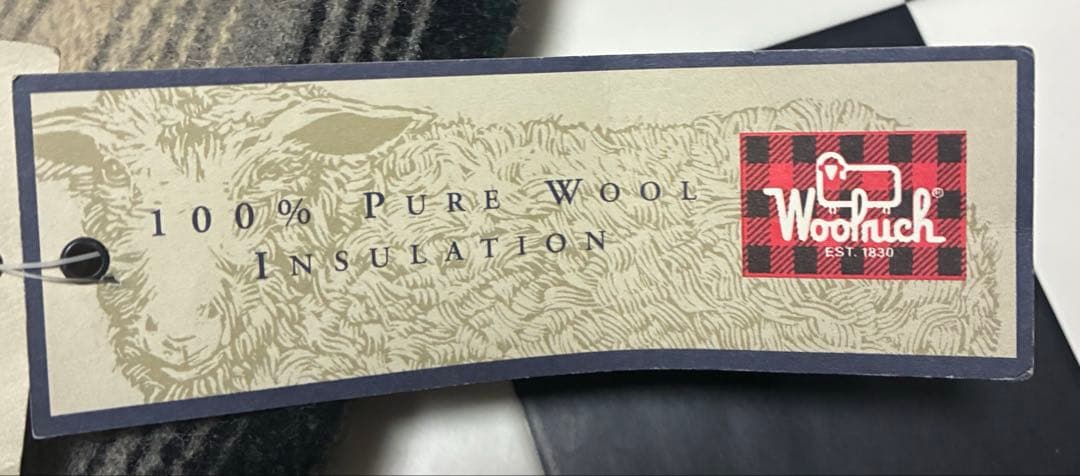 100% PURE WOOL
INSULATION
Woolrich®
EST. 1830